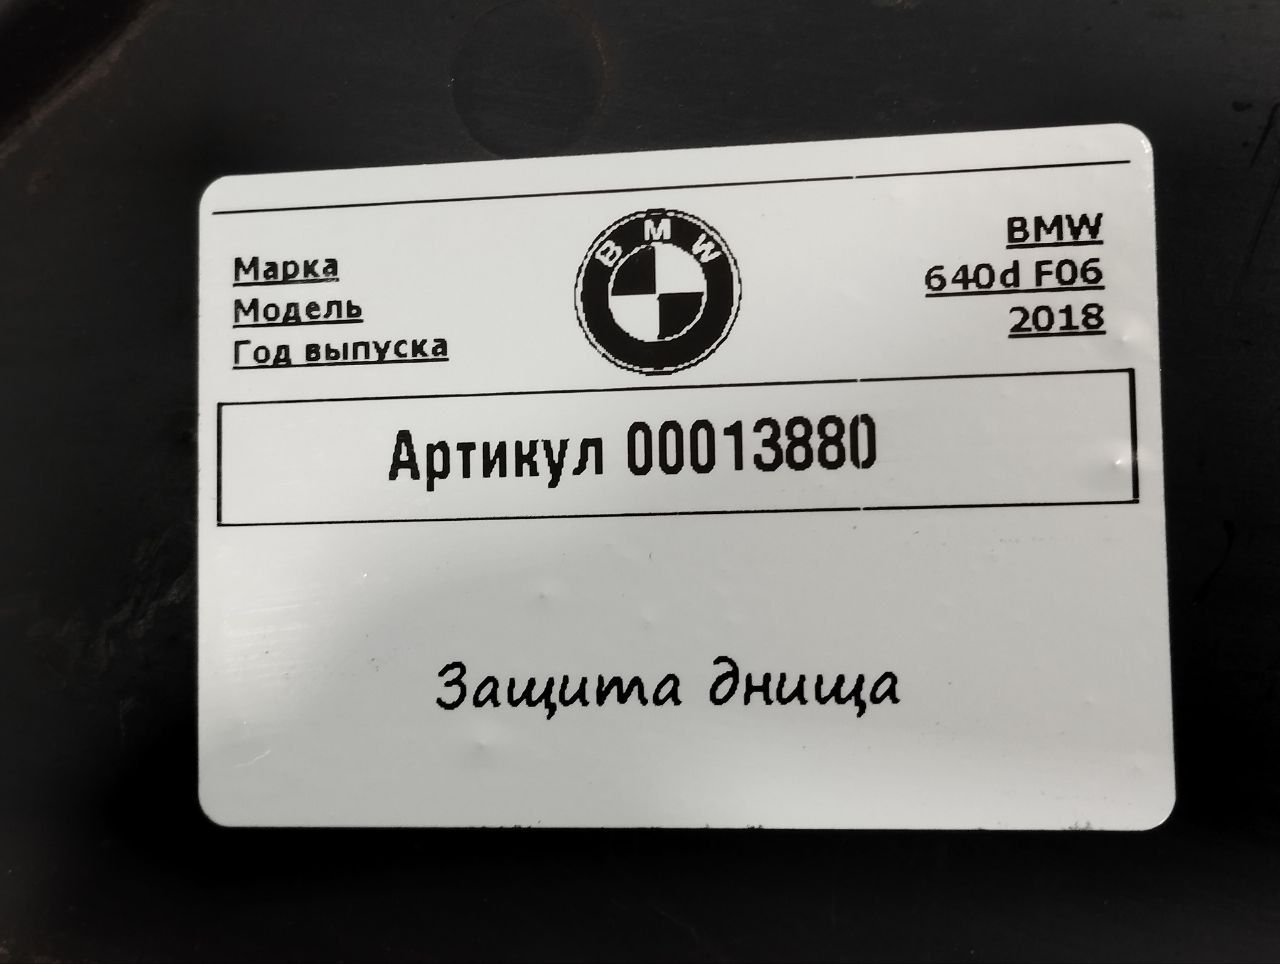 Марка BMW
Модель 640d F06
Год выпуска 2018
BMW
Артикул 00013880
Защита днища